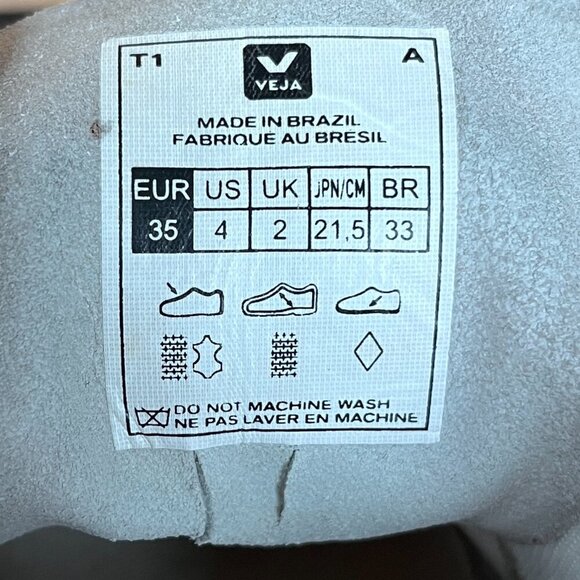 T1 A
VEJA
MADE IN BRAZIL
FABRIQUÉ AU BRESIL
EUR US UK JPN/CM BR
35 4 2 21,5 33
DO NOT MACHINE WASH
NE PAS LAVER EN MACHINE